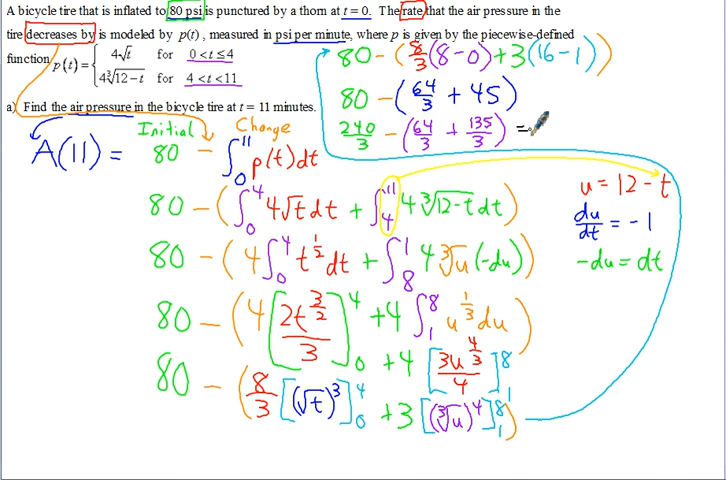 A bicycle tire that is inflated to 80 psi is punctured by a thorn at t = 0. The rate that the air pressure in the
tire decreases by is modeled by p(t), measured in psi per minute, where p is given by the piecewise-defined
function p(t) = { 4√t for 0 < t ≤ 4
4∛12−t for 4 < t < 11
a) Find the air pressure in the bicycle tire at t = 11 minutes.
80 − (8/3(8−0) + 3(16−1))
80 − (64/3 + 45)
240/3 − (64/3 + 135/3) =
Initial Change
A(11) = 80 − ∫₀¹¹ p(t)dt
80 − (∫₀⁴ 4√t dt + ∫₄¹¹ 4∛12−t dt)
80 − (4∫₀⁴ t^(1/2) dt + ∫₈¹ 4∛u (−du))
80 − (4[2t^(3/2)/3]₀⁴ + 4∫₁⁸ u^(1/3) du)
+ 4[3u^(4/3)/4]₁⁸
80 − (8/3[(√t)³]₀⁴ + 3[(∛u)⁴]₁⁸)
u = 12 − t
du/dt = −1
−du = dt